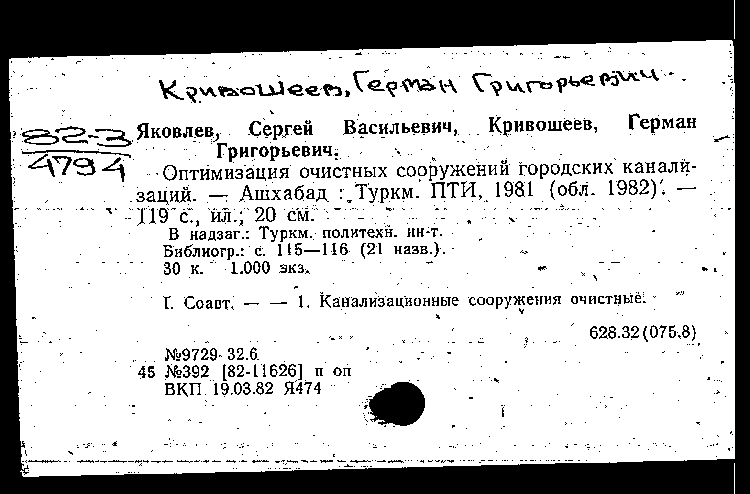 Кривошеев, Герман Григорьевич
82-3
4794
Яковлев, Сергей Васильевич, Кривошеев, Герман
Григорьевич.
Оптимизация очистных сооружений городских канали-
заций. — Ашхабад : Туркм. ПТИ, 1981 (обл. 1982). —
119 с., ил.; 20 см.
В надзаг.: Туркм. политехн. ин-т.
Библиогр.: с. 115—116 (21 назв.).
30 к. 1.000 экз.
I. Соавт. — — 1. Канализационные сооружения очистные.
628.32(075.8)
№9729 32.6
45 №392 [82-11626] п оп
ВКП 19.03.82 Я474